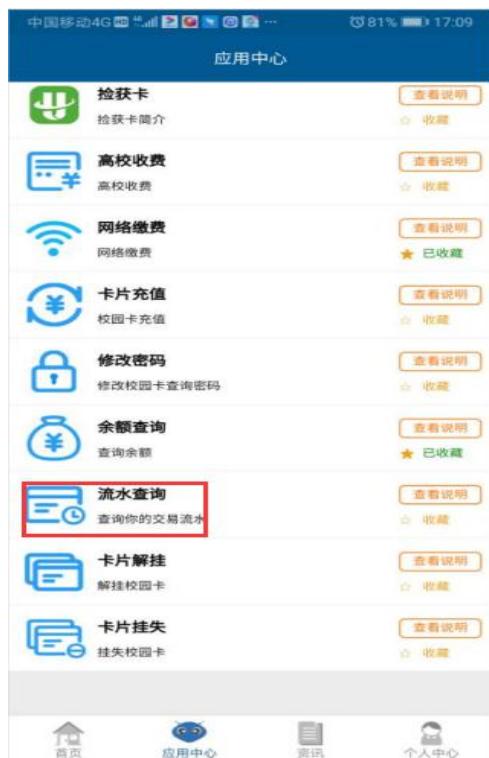 中国移动4G 81% 17:09
应用中心
捡获卡 查看说明
捡获卡简介 ☆ 收藏
高校收费 查看说明
高校收费 ☆ 收藏
网络缴费 查看说明
网络缴费 ★ 已收藏
卡片充值 查看说明
校园卡充值 ☆ 收藏
修改密码 查看说明
修改校园卡查询密码 ☆ 收藏
余额查询 查看说明
查询余额 ★ 已收藏
流水查询 查看说明
查询你的交易流水 ☆ 收藏
卡片解挂 查看说明
解挂校园卡 ☆ 收藏
卡片挂失 查看说明
挂失校园卡 ☆ 收藏
首页 应用中心 资讯 个人中心